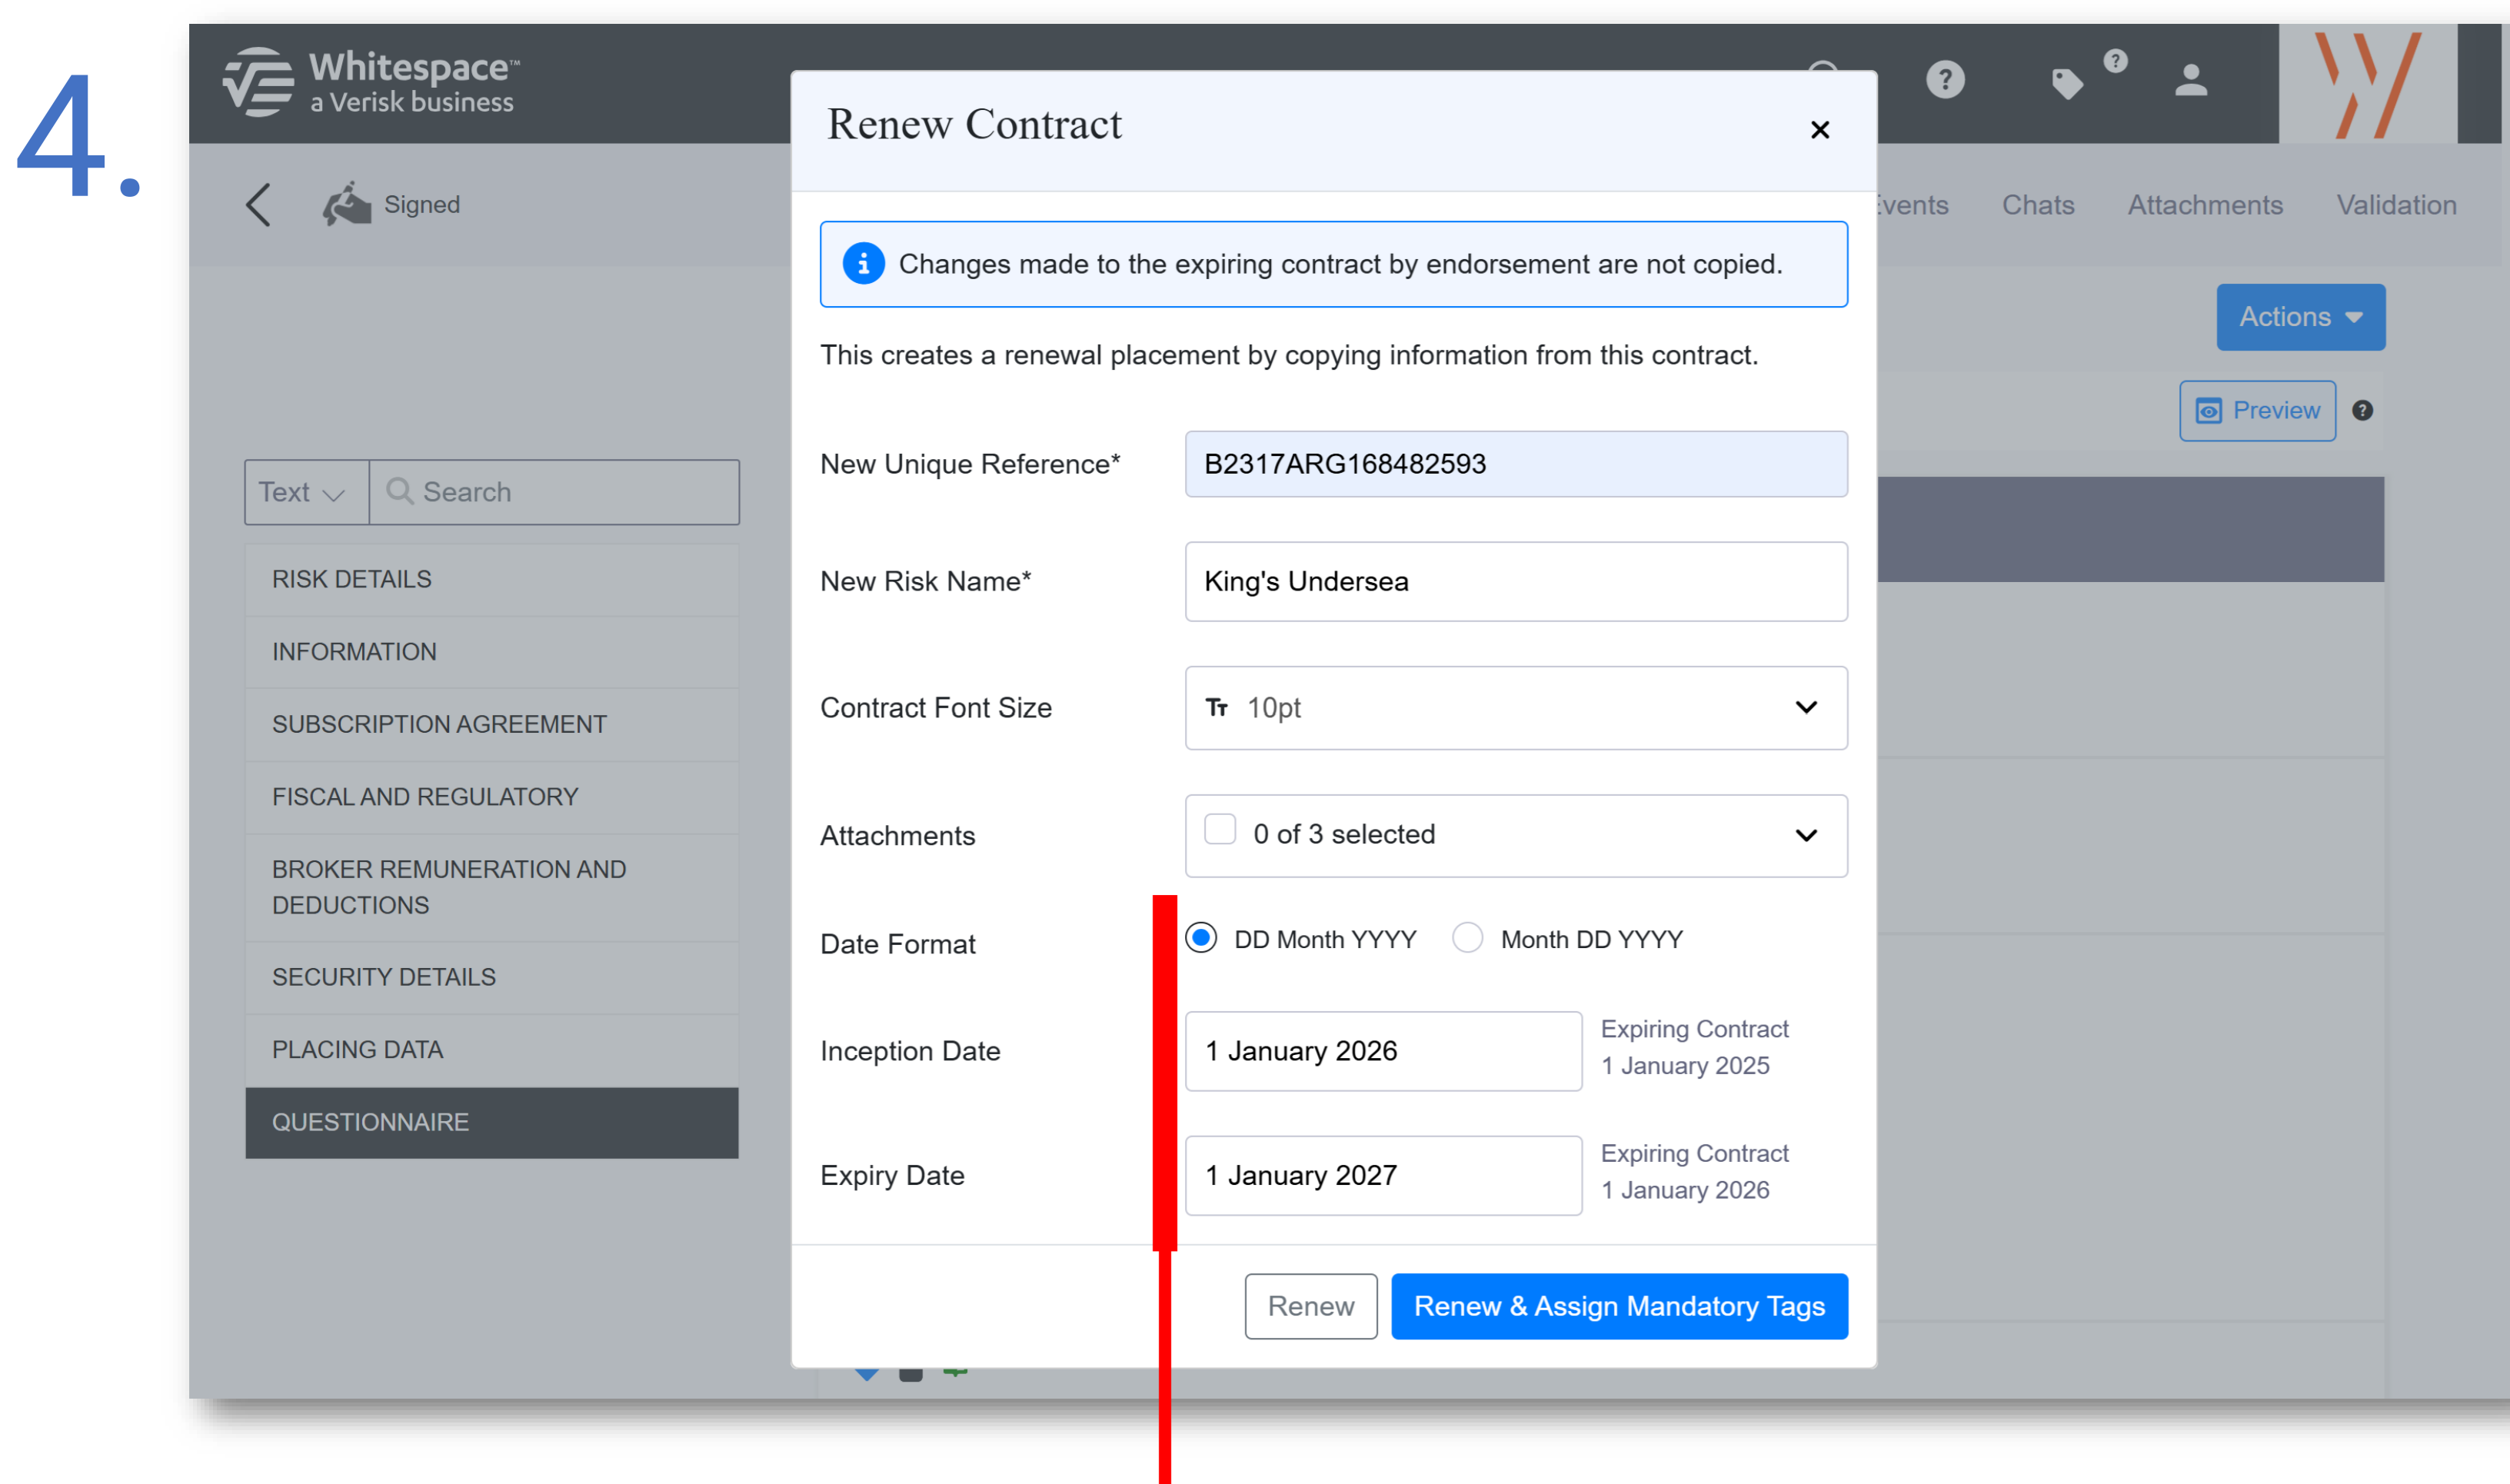 4.
Whitespace™
a Verisk business
Signed
Events Chats Attachments Validation
Actions
Preview
Text Search
RISK DETAILS
INFORMATION
SUBSCRIPTION AGREEMENT
FISCAL AND REGULATORY
BROKER REMUNERATION AND
DEDUCTIONS
SECURITY DETAILS
PLACING DATA
QUESTIONNAIRE
Renew Contract
Changes made to the expiring contract by endorsement are not copied.
This creates a renewal placement by copying information from this contract.
New Unique Reference* B2317ARG168482593
New Risk Name* King's Undersea
Contract Font Size Tт 10pt
Attachments 0 of 3 selected
Date Format DD Month YYYY Month DD YYYY
Inception Date 1 January 2026 Expiring Contract
1 January 2025
Expiry Date 1 January 2027 Expiring Contract
1 January 2026
Renew Renew & Assign Mandatory Tags